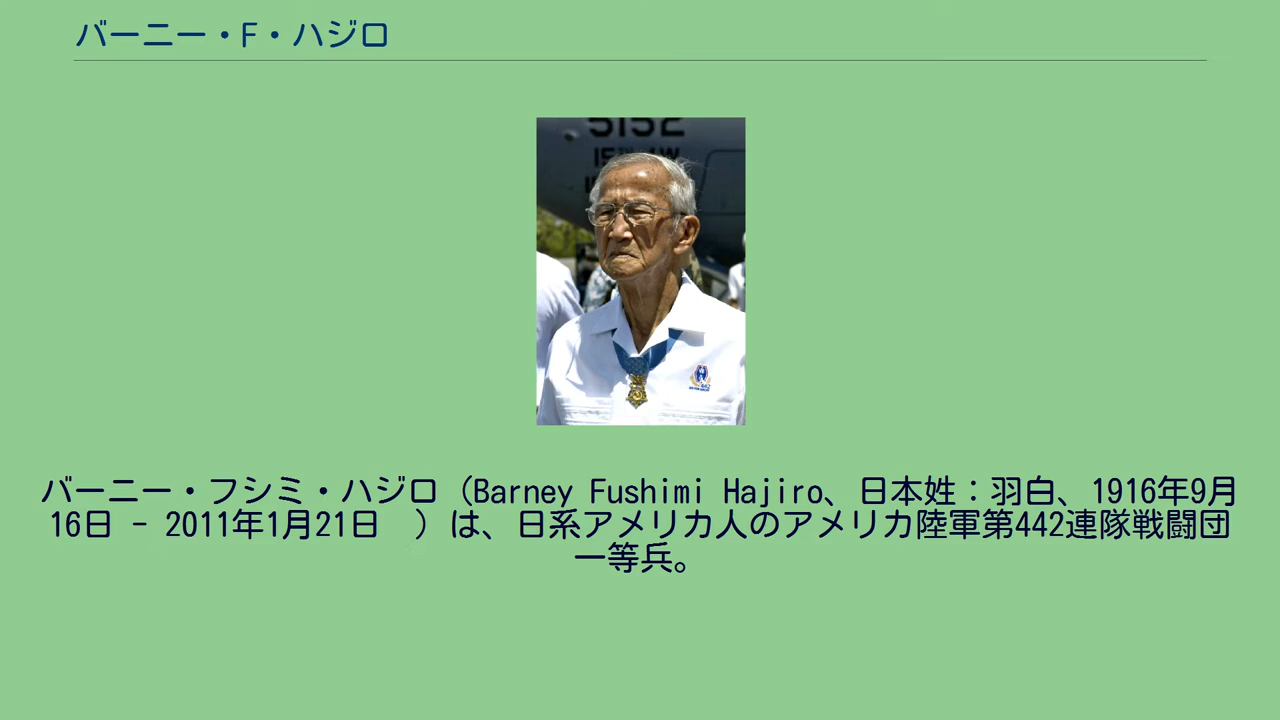 バーニー・F・ハジロ
5152
442
バーニー・フシミ・ハジロ（Barney Fushimi Hajiro、日本姓：羽白、1916年9月
16日 - 2011年1月21日　）は、日系アメリカ人のアメリカ陸軍第442連隊戦闘団
一等兵。